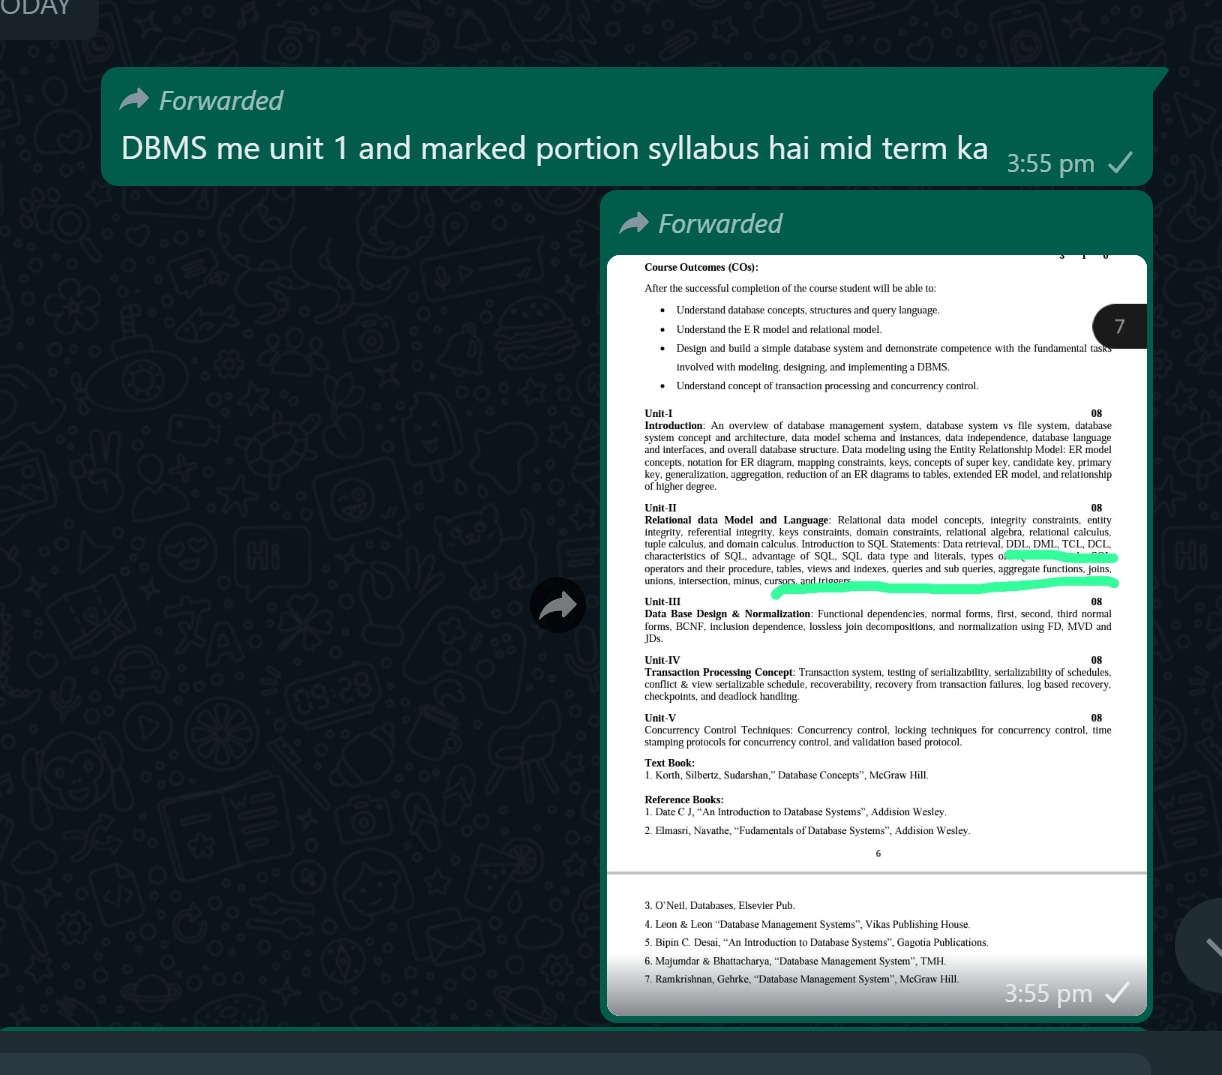 ODAY
Forwarded
DBMS me unit 1 and marked portion syllabus hai mid term ka
3:55 pm
Forwarded
3 1 0
Course Outcomes (COs):
After the successful completion of the course student will be able to:
• Understand database concepts, structures and query language.
7
• Understand the E R model and relational model.
• Design and build a simple database system and demonstrate competence with the fundamental tasks
involved with modeling, designing, and implementing a DBMS.
• Understand concept of transaction processing and concurrency control.
Unit-I 08
Introduction: An overview of database management system, database system vs file system, database
system concept and architecture, data model schema and instances, data independence, database language
and interfaces, and overall database structure. Data modeling using the Entity Relationship Model: ER model
concepts, notation for ER diagram, mapping constraints, keys, concepts of super key, candidate key, primary
key, generalization, aggregation, reduction of an ER diagrams to tables, extended ER model, and relationship
of higher degree.
Unit-II 08
Relational data Model and Language: Relational data model concepts, integrity constraints, entity
integrity, referential integrity, keys constraints, domain constraints, relational algebra, relational calculus,
tuple calculus, and domain calculus. Introduction to SQL Statements: Data retrieval, DDL, DML, TCL, DCL,
characteristics of SQL, advantage of SQL, SQL data type and literals, types
operators and their procedure, tables, views and indexes, queries and sub queries, aggregate functions, joins,
unions, intersection, minus, cursors, and triggers
Unit-III 08
Data Base Design & Normalization: Functional dependencies, normal forms, first, second, third normal
forms, BCNF, inclusion dependence, lossless join decompositions, and normalization using FD, MVD and
JDs.
Unit-IV 08
Transaction Processing Concept: Transaction system, testing of serializability, serializability of schedules,
conflict & view serializable schedule, recoverability, recovery from transaction failures, log based recovery,
checkpoints, and deadlock handling.
Unit-V 08
Concurrency Control Techniques: Concurrency control, locking techniques for concurrency control, time
stamping protocols for concurrency control, and validation based protocol.
Text Book:
1. Korth, Silbertz, Sudarshan,” Database Concepts”, McGraw Hill.
Reference Books:
1. Date C J, “An Introduction to Database Systems”, Addision Wesley.
2. Elmasri, Navathe, “Fudamentals of Database Systems”, Addision Wesley.
6
3. O’Neil, Databases, Elsevier Pub.
4. Leon & Leon “Database Management Systems”, Vikas Publishing House.
5. Bipin C. Desai, “An Introduction to Database Systems”, Gagotia Publications.
6. Majumdar & Bhattacharya, “Database Management System”, TMH.
7. Ramkrishnan, Gehrke, “Database Management System”, McGraw Hill.
3:55 pm